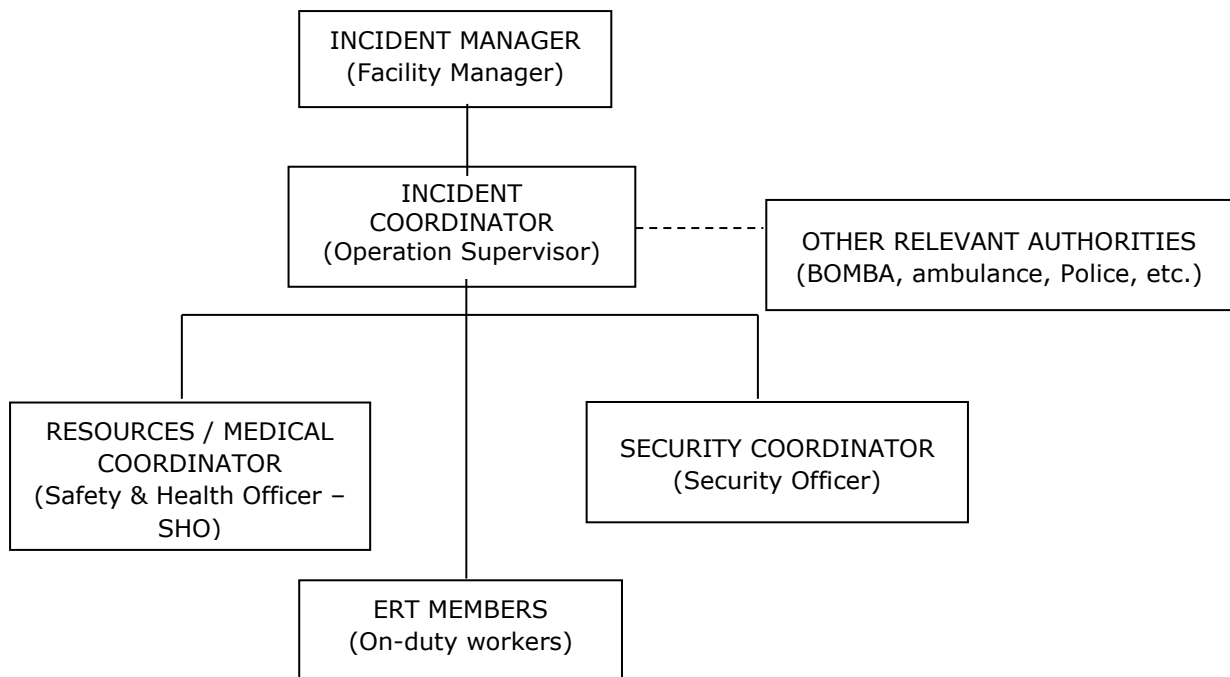 INCIDENT MANAGER
(Facility Manager)
INCIDENT
COORDINATOR
(Operation Supervisor)
OTHER RELEVANT AUTHORITIES
(BOMBA, ambulance, Police, etc.)
RESOURCES / MEDICAL
COORDINATOR
(Safety & Health Officer –
SHO)
SECURITY COORDINATOR
(Security Officer)
ERT MEMBERS
(On-duty workers)